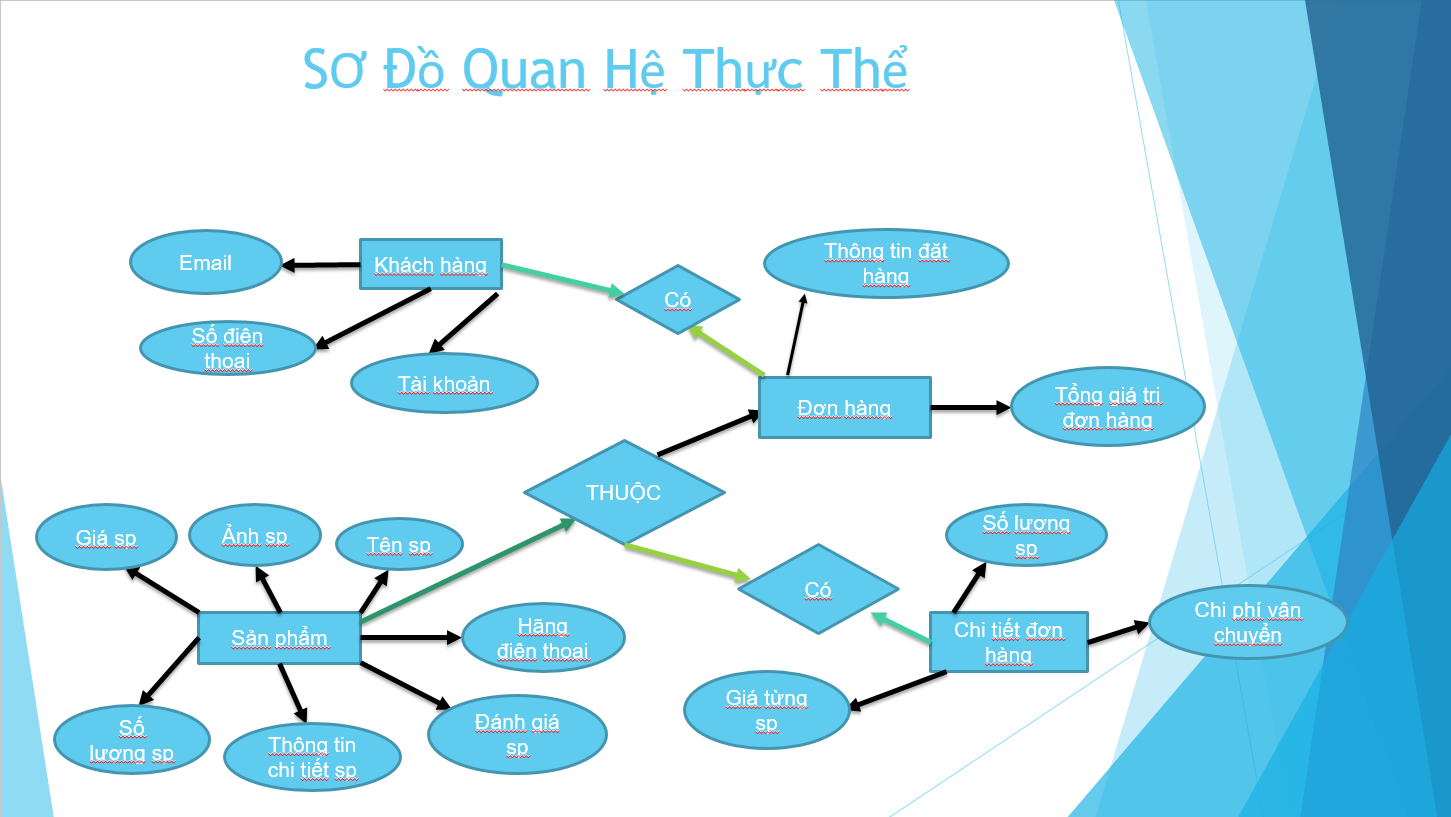 SƠ Đồ Quan Hệ Thực Thể
Email
Khách hàng
Số điện
thoại
Tài khoản
Có
Thông tin đăt
hàng
Đơn hàng
Tổng giá trị
đơn hàng
THUỘC
Giá sp
Ảnh sp
Tên sp
Sản phẩm
Hãng
điện thoại
Số
lượng sp
Thông tin
chi tiết sp
Đánh giá
sp
Có
Số lượng
sp
Chi tiết đơn
hàng
Chi phí vận
chuyển
Giá từng
sp